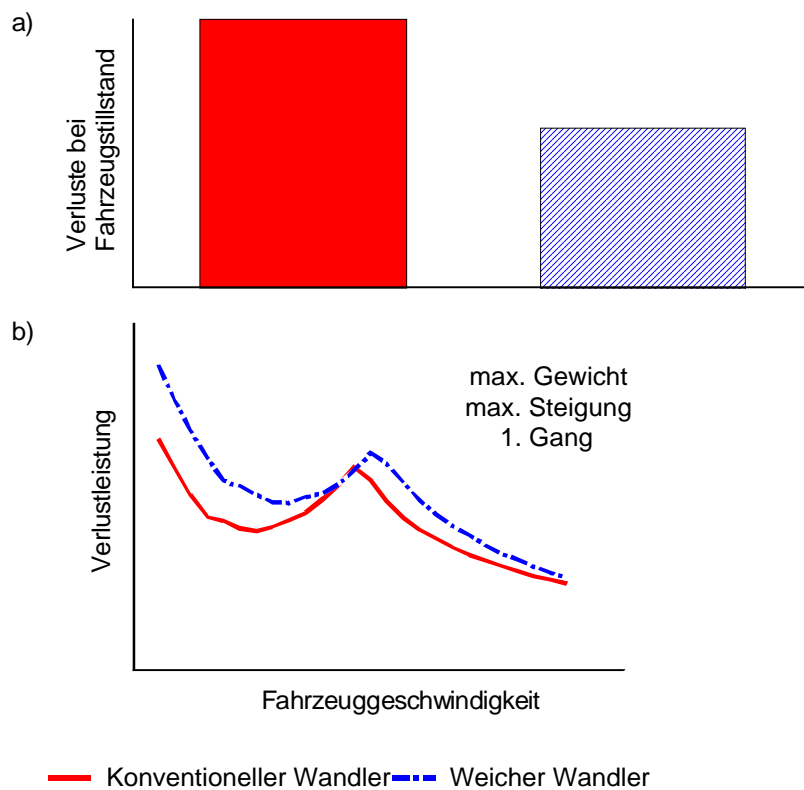 a)
Verluste bei
Fahrzeugstillstand
b)
max. Gewicht
max. Steigung
1. Gang
Verlustleistung
Fahrzeuggeschwindigkeit
Konventioneller Wandler
Weicher Wandler